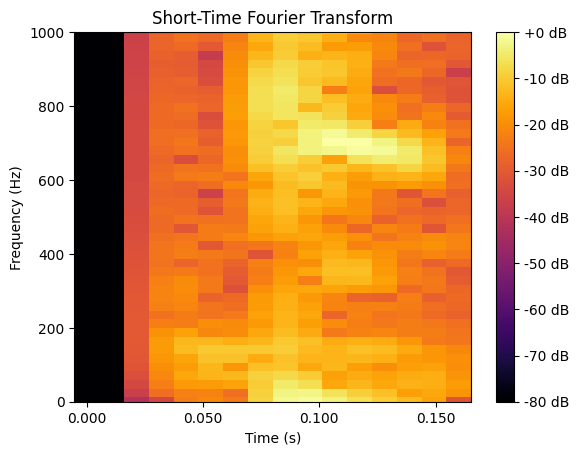 Short-Time Fourier Transform
1000
800
600
400
200
0
Frequency (Hz)
0.000
0.050
0.100
0.150
Time (s)
+0 dB
-10 dB
-20 dB
-30 dB
-40 dB
-50 dB
-60 dB
-70 dB
-80 dB